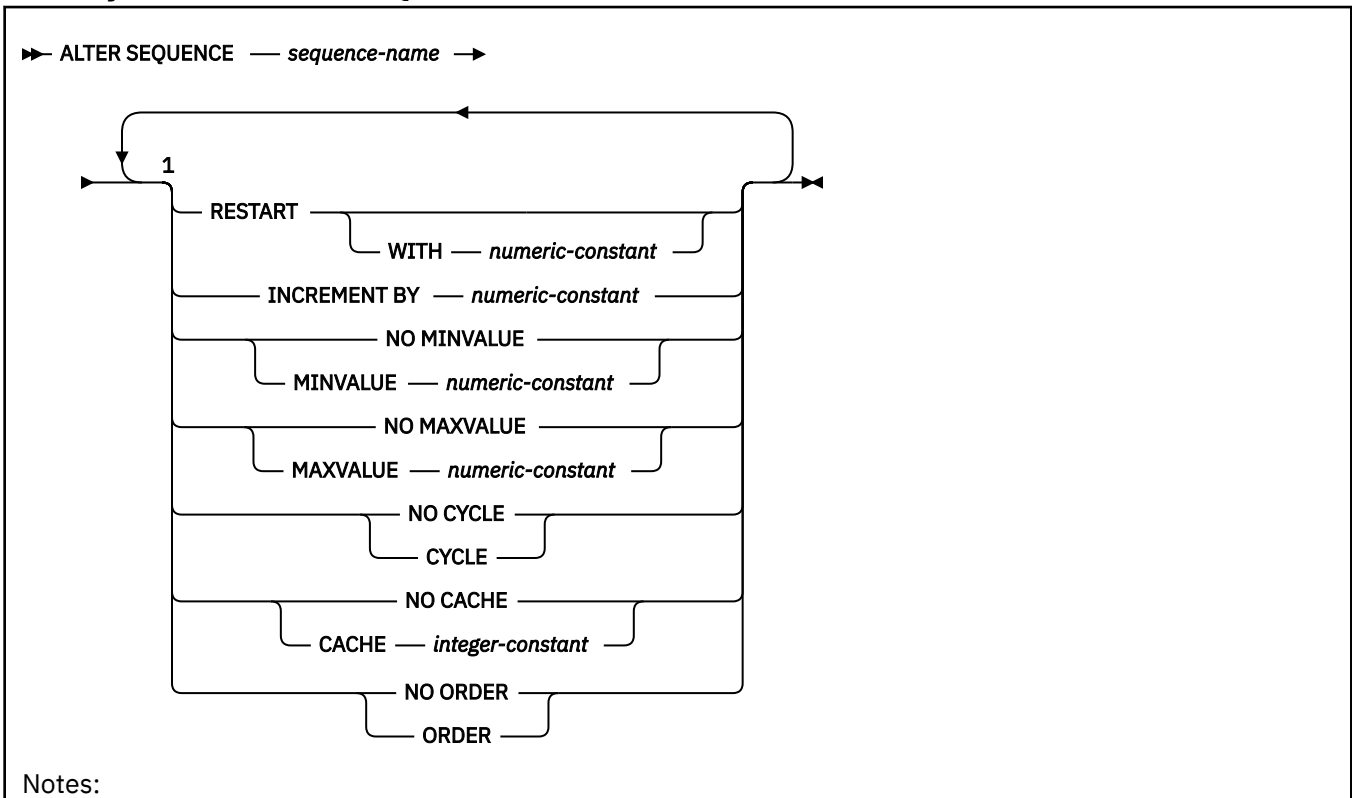 ALTER SEQUENCE sequence-name
1
RESTART
WITH numeric-constant
INCREMENT BY numeric-constant
NO MINVALUE
MINVALUE numeric-constant
NO MAXVALUE
MAXVALUE numeric-constant
NO CYCLE
CYCLE
NO CACHE
CACHE integer-constant
NO ORDER
ORDER
Notes: